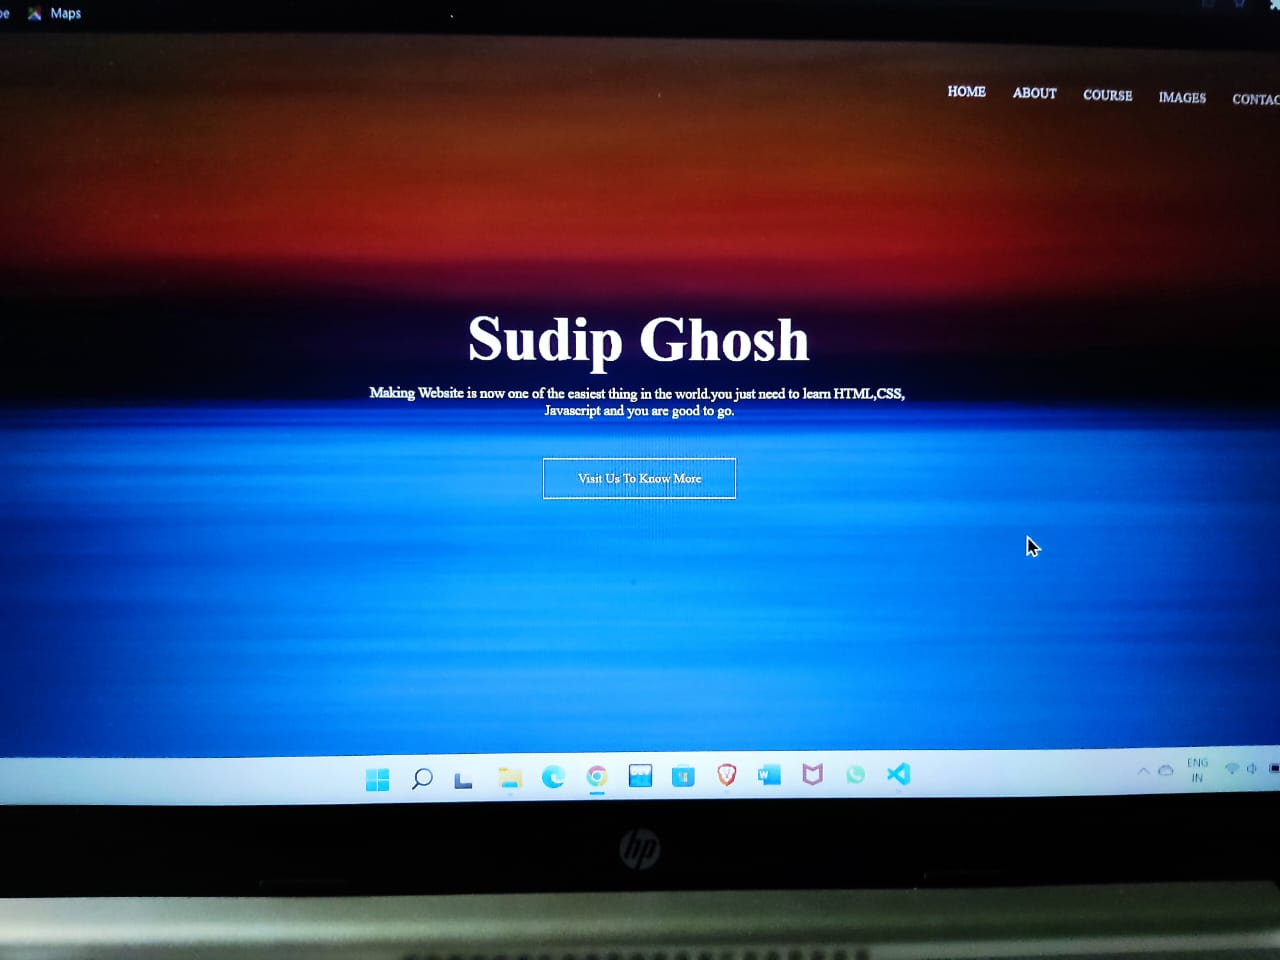 be Maps
HOME ABOUT COURSE IMAGES CONTAC
Sudip Ghosh
Making Website is now one of the easiest thing in the world.you just need to learn HTML,CSS,
Javascript and you are good to go.
Visit Us To Know More
ENG
IN
hp